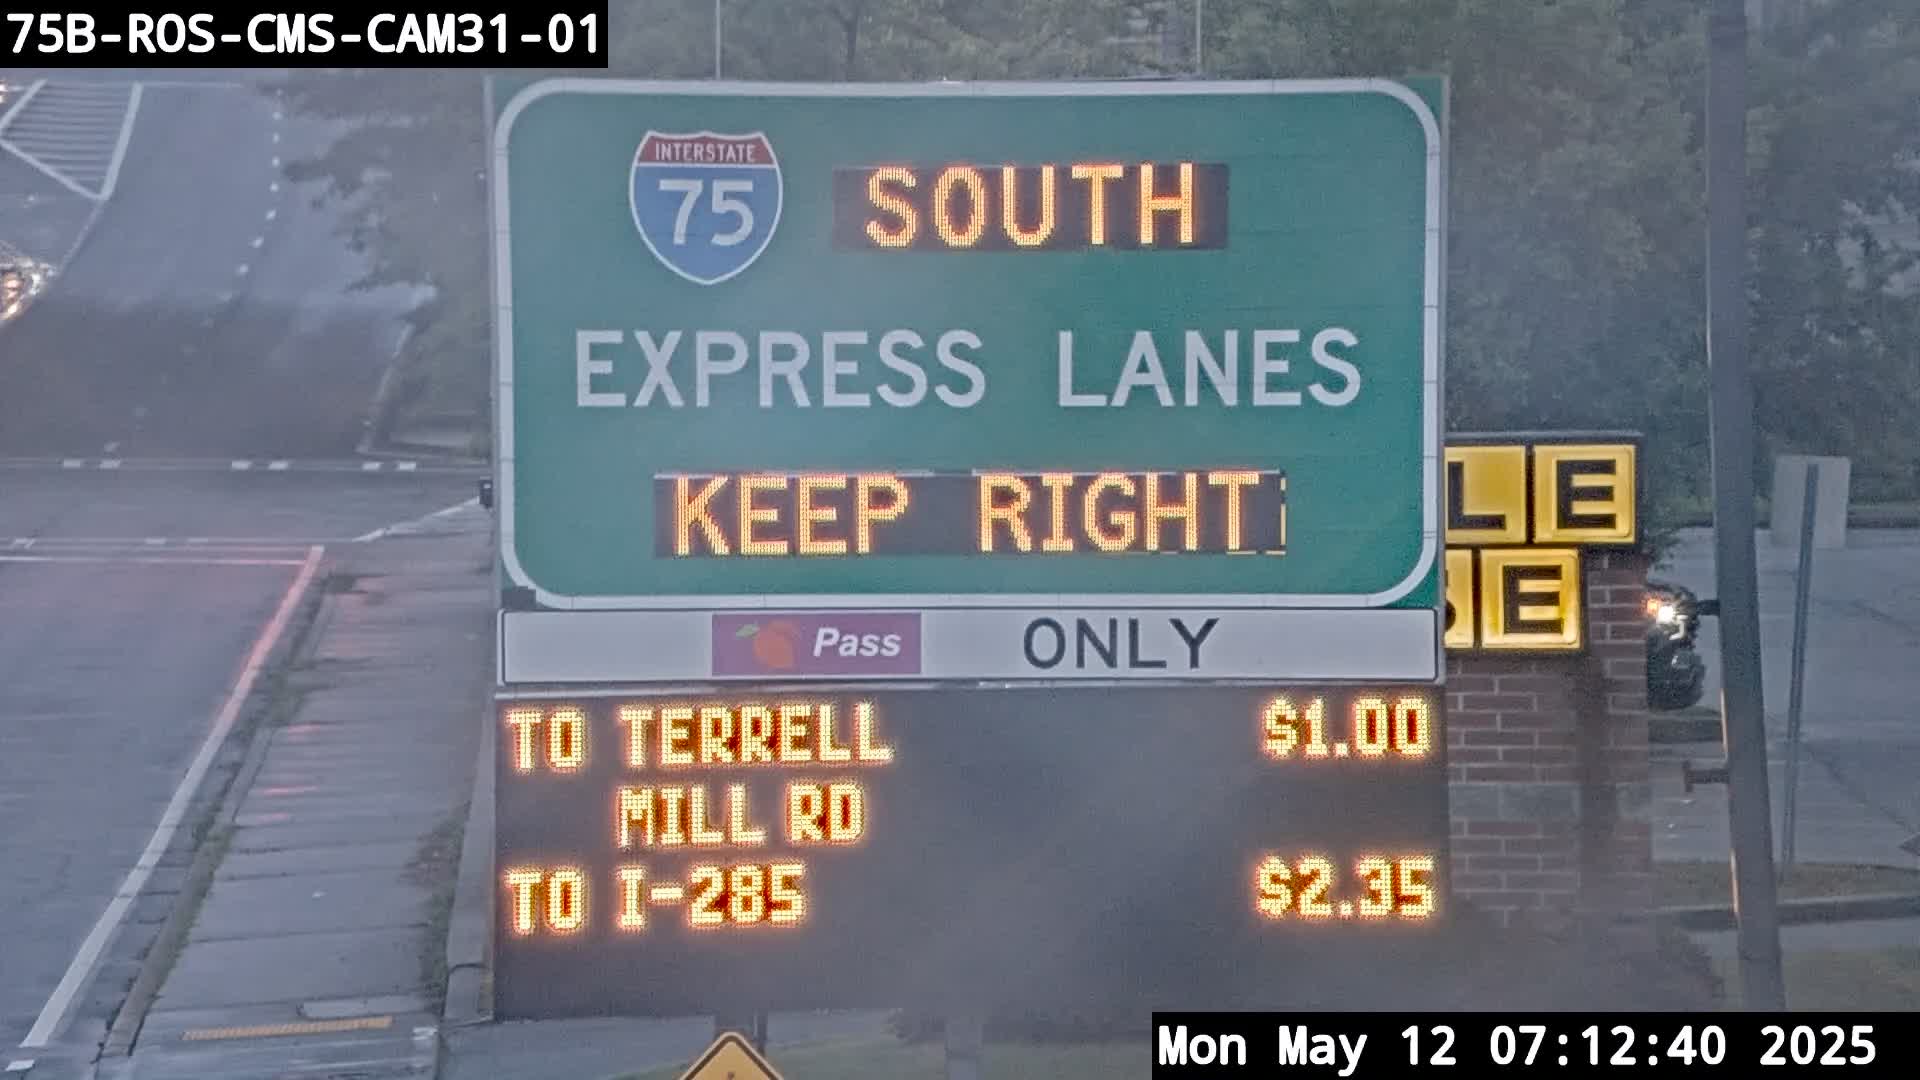 75B-ROS-CMS-CAM31-01
INTERSTATE
75
SOUTH
EXPRESS LANES
KEEP RIGHT
Pass ONLY
TO TERRELL $1.00
MILL RD
TO I-285 $2.35
LE
E
Mon May 12 07:12:40 2025